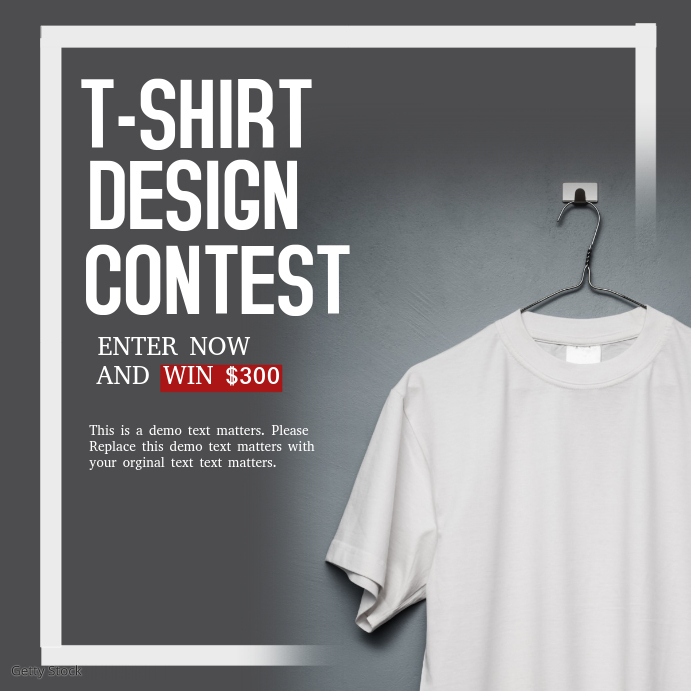 T-SHIRT
DESIGN
CONTEST
ENTER NOW
AND WIN $300
This is a demo text matters. Please
Replace this demo text matters with
your orginal text text matters.
Getty Stock